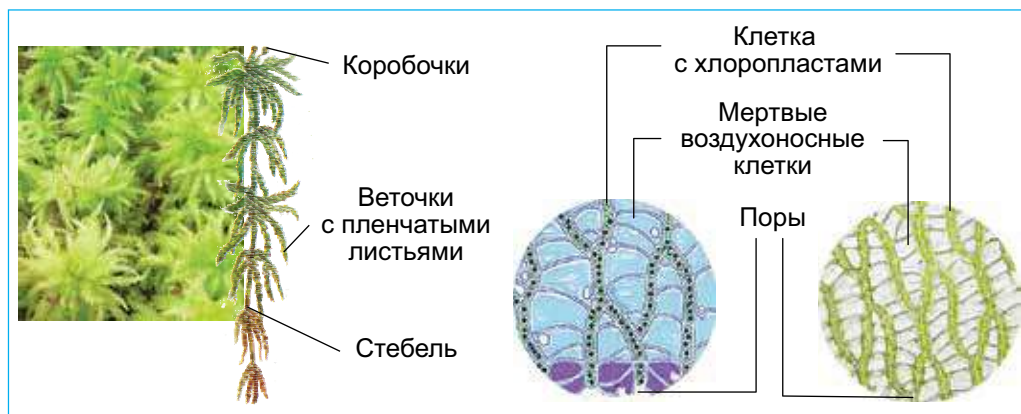 Коробочки
Веточки
с пленчатыми
листьями
Стебель
Клетка
с хлоропластами
Мертвые
воздухоносные
клетки
Поры